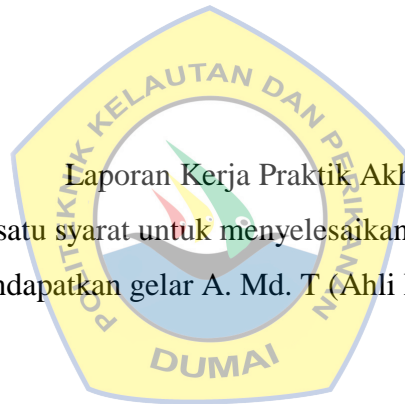 POLITEKNIK KELAUTAN DAN PERIKANAN
Laporan Kerja Praktik Akh
satu syarat untuk menyelesaikan
ndapatkan gelar A. Md. T (Ahli
DUMAI